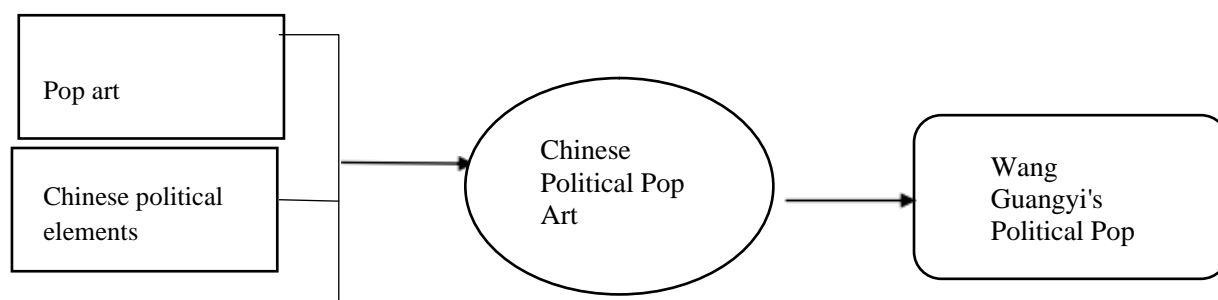 Pop art
Chinese political
elements
Chinese
Political Pop
Art
Wang
Guangyi's
Political Pop